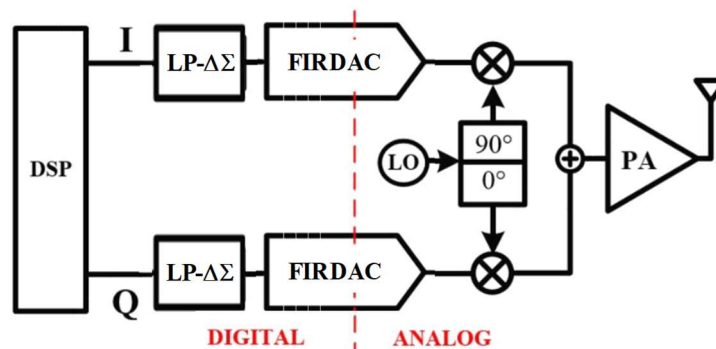 I
LP-ΔΣ
FIRDAC
90°
DSP
LO
0°
PA
LP-ΔΣ
FIRDAC
Q
DIGITAL
ANALOG